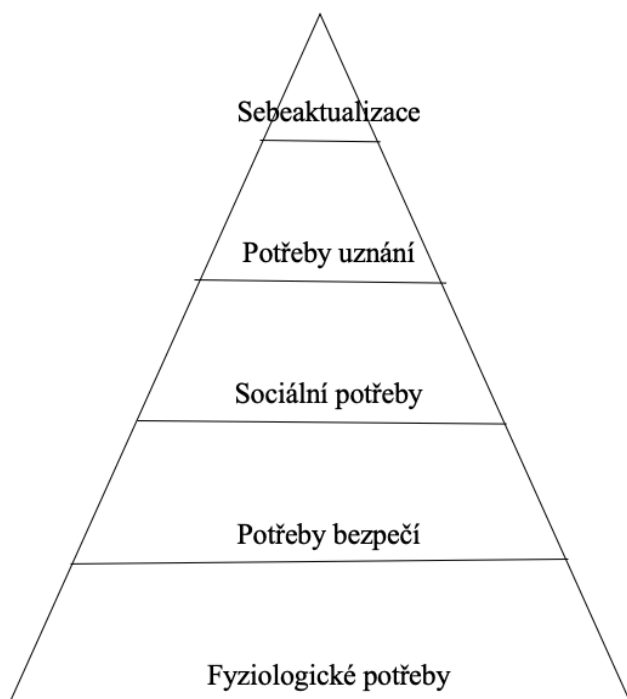 Sebeaktualizace
Potřeby uznání
Sociální potřeby
Potřeby bezpečí
Fyziologické potřeby